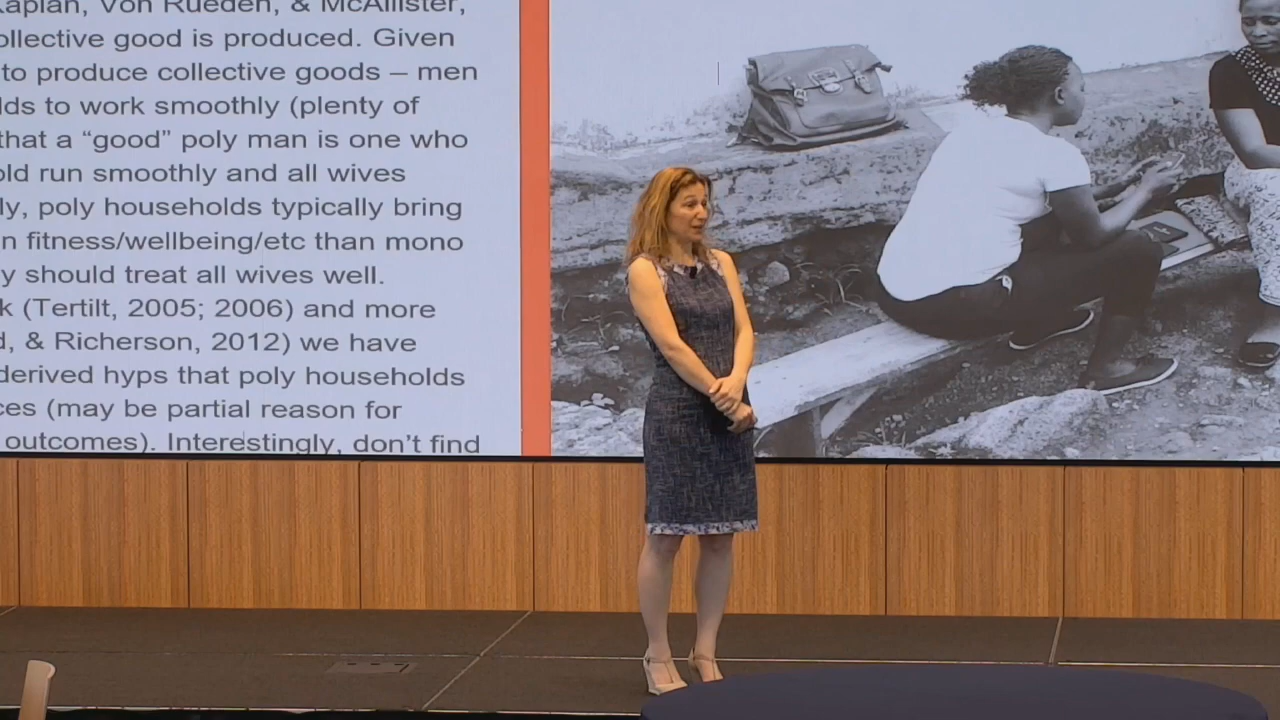 Kaplan, Von Rueden, & McAllister,
ollective good is produced. Given
to produce collective goods – men
lds to work smoothly (plenty of
that a “good” poly man is one who
old run smoothly and all wives
ly, poly households typically bring
n fitness/wellbeing/etc than mono
y should treat all wives well.
k (Tertilt, 2005; 2006) and more
d, & Richerson, 2012) we have
derived hyps that poly households
ces (may be partial reason for
outcomes). Interestingly, don’t find